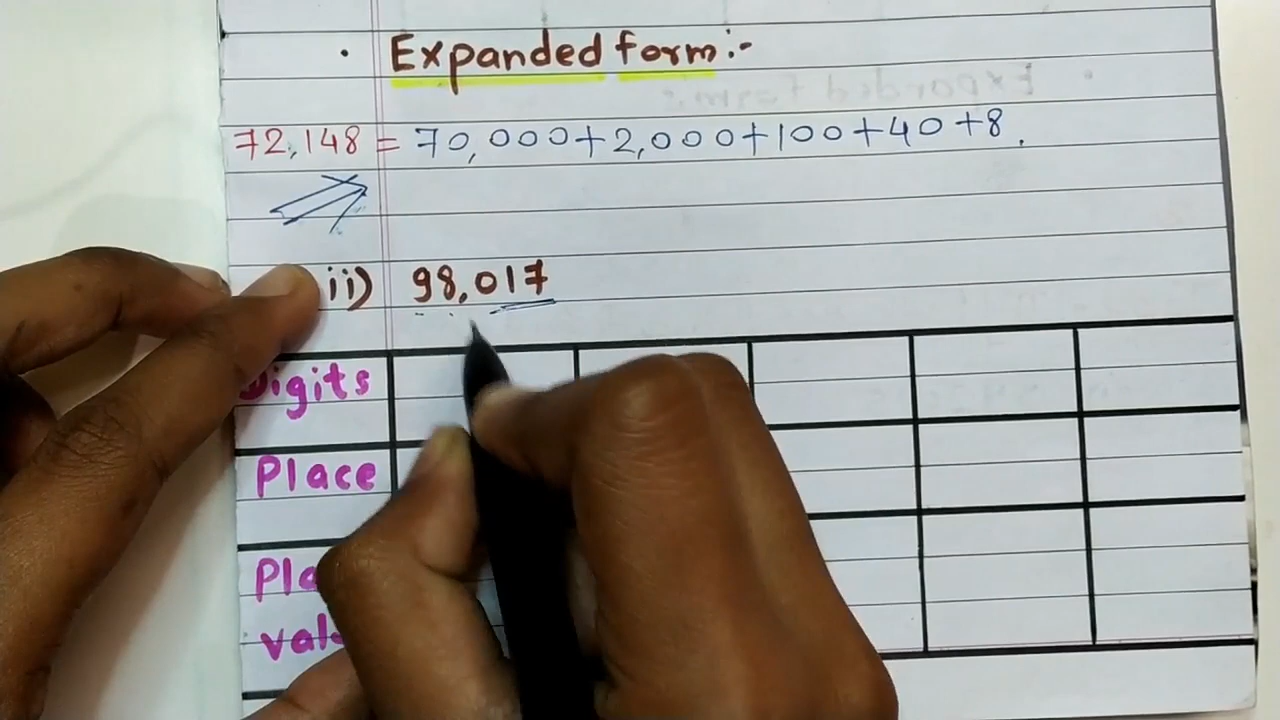 · Expanded form:-
72,148 = 70,000+2,000+100+40+8.
ii) 98,017
Digits
Place